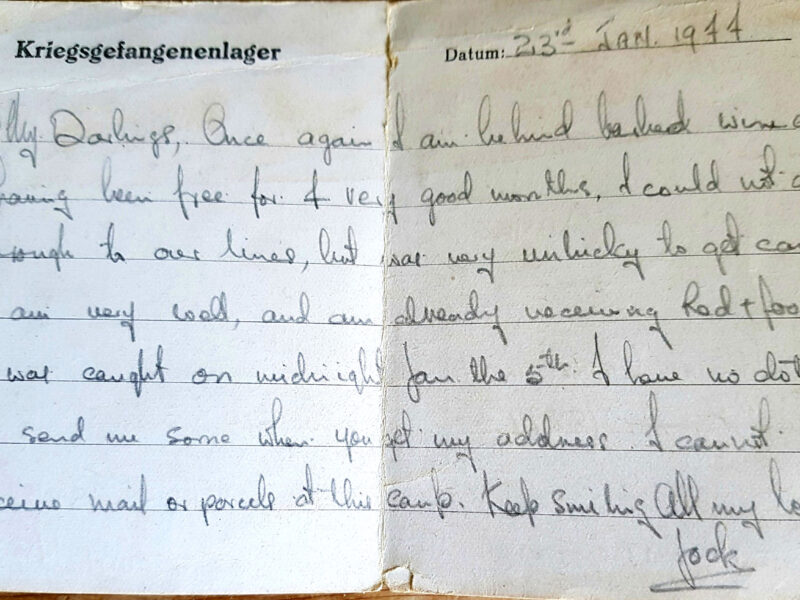 Kriegsgefangenenlager Datum: 23rd JAN. 1944
My Darlings, Once again I am behind barbed wire
having been free for 4 very good months, I could not
through to our lines, but was very unlucky to get
am very well, and am already receiving Red +
was caught on midnight Jan the 5th. I have no
send me some when you get my address. I cannot
mail or parcels at this camp. Keep smiling All my
Jock